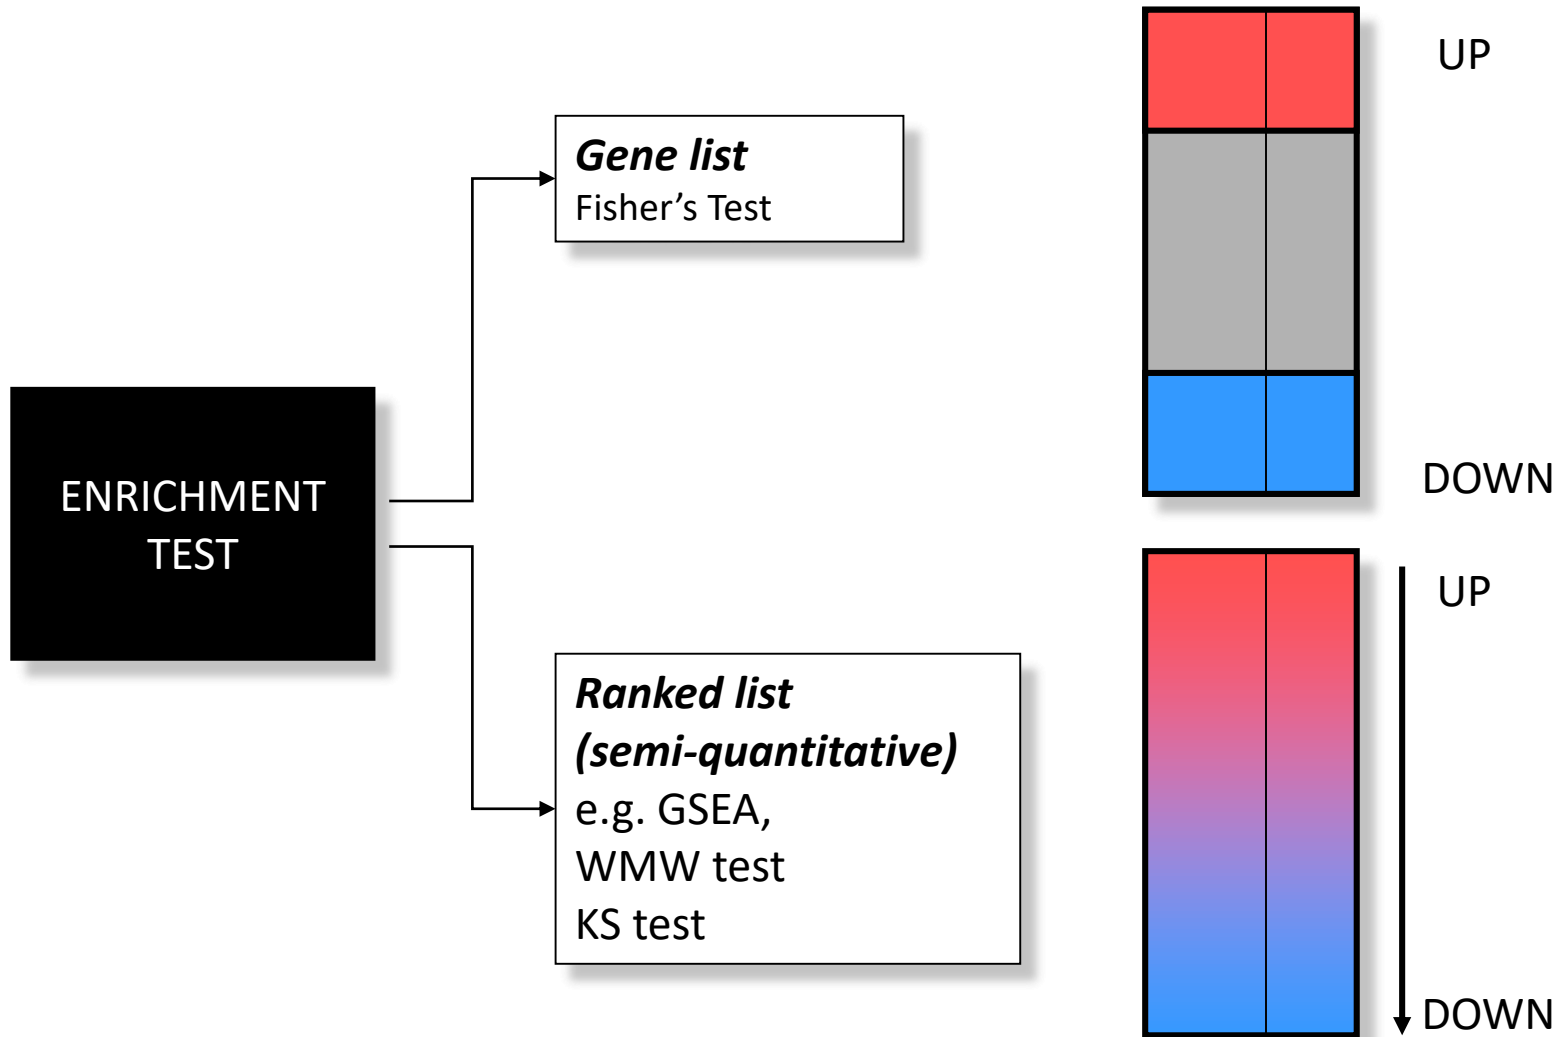 UP
Gene list
Fisher’s Test
DOWN
ENRICHMENT
TEST
UP
Ranked list
(semi-quantitative)
e.g. GSEA,
WMW test
KS test
DOWN